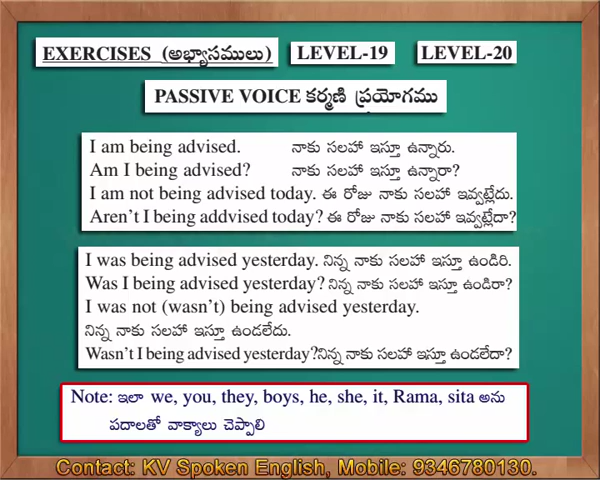 EXERCISES (అభ్యాసములు) LEVEL-19 LEVEL-20
PASSIVE VOICE కర్మణి ప్రయోగము
I am being advised. నాకు సలహా ఇస్తూ ఉన్నారు.
Am I being advised? నాకు సలహా ఇస్తూ ఉన్నారా?
I am not being advised today. ఈ రోజు నాకు సలహా ఇవ్వట్లేదు.
Aren't I being addvised today? ఈ రోజు నాకు సలహా ఇవ్వట్లేదా?
I was being advised yesterday. నిన్న నాకు సలహా ఇస్తూ ఉండిరి.
Was I being advised yesterday? నిన్న నాకు సలహా ఇస్తూ ఉండిరా?
I was not (wasn't) being advised yesterday.
నిన్న నాకు సలహా ఇస్తూ ఉండలేదు.
Wasn't I being advised yesterday?నిన్న నాకు సలహా ఇస్తూ ఉండలేదా?
Note: ఇలా we, you, they, boys, he, she, it, Rama, sita అను
పదాలతో వాక్యాలు చెప్పాలి
Contact: KV Spoken English, Mobile: 9346780130.